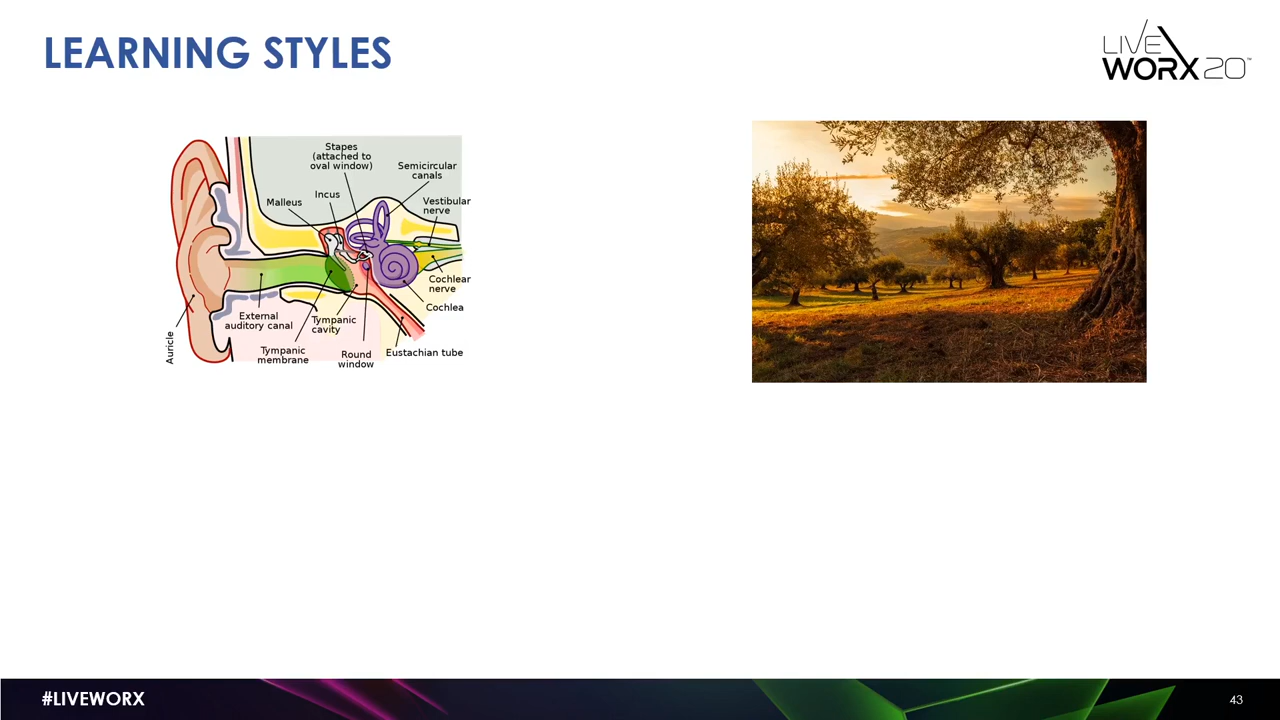 LEARNING STYLES
LIVE
WORX 20™
Stapes
(attached to
oval window)
Semicircular
canals
Incus
Malleus
Vestibular
nerve
Cochlear
nerve
Cochlea
External
auditory canal
Tympanic
cavity
Auricle
Tympanic
membrane
Round
window
Eustachian tube
#LIVEWORX
43